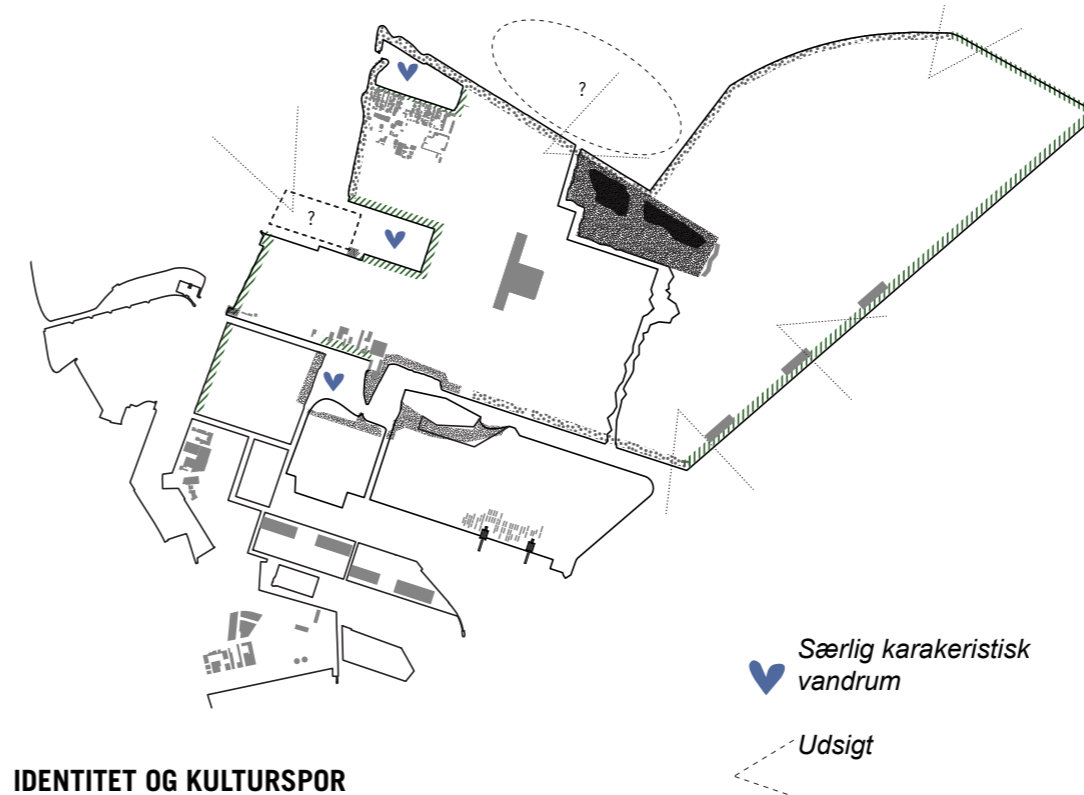 ?
?
Særlig karakeristisk
vandrum
Udsigt
IDENTITET OG KULTURSPOR